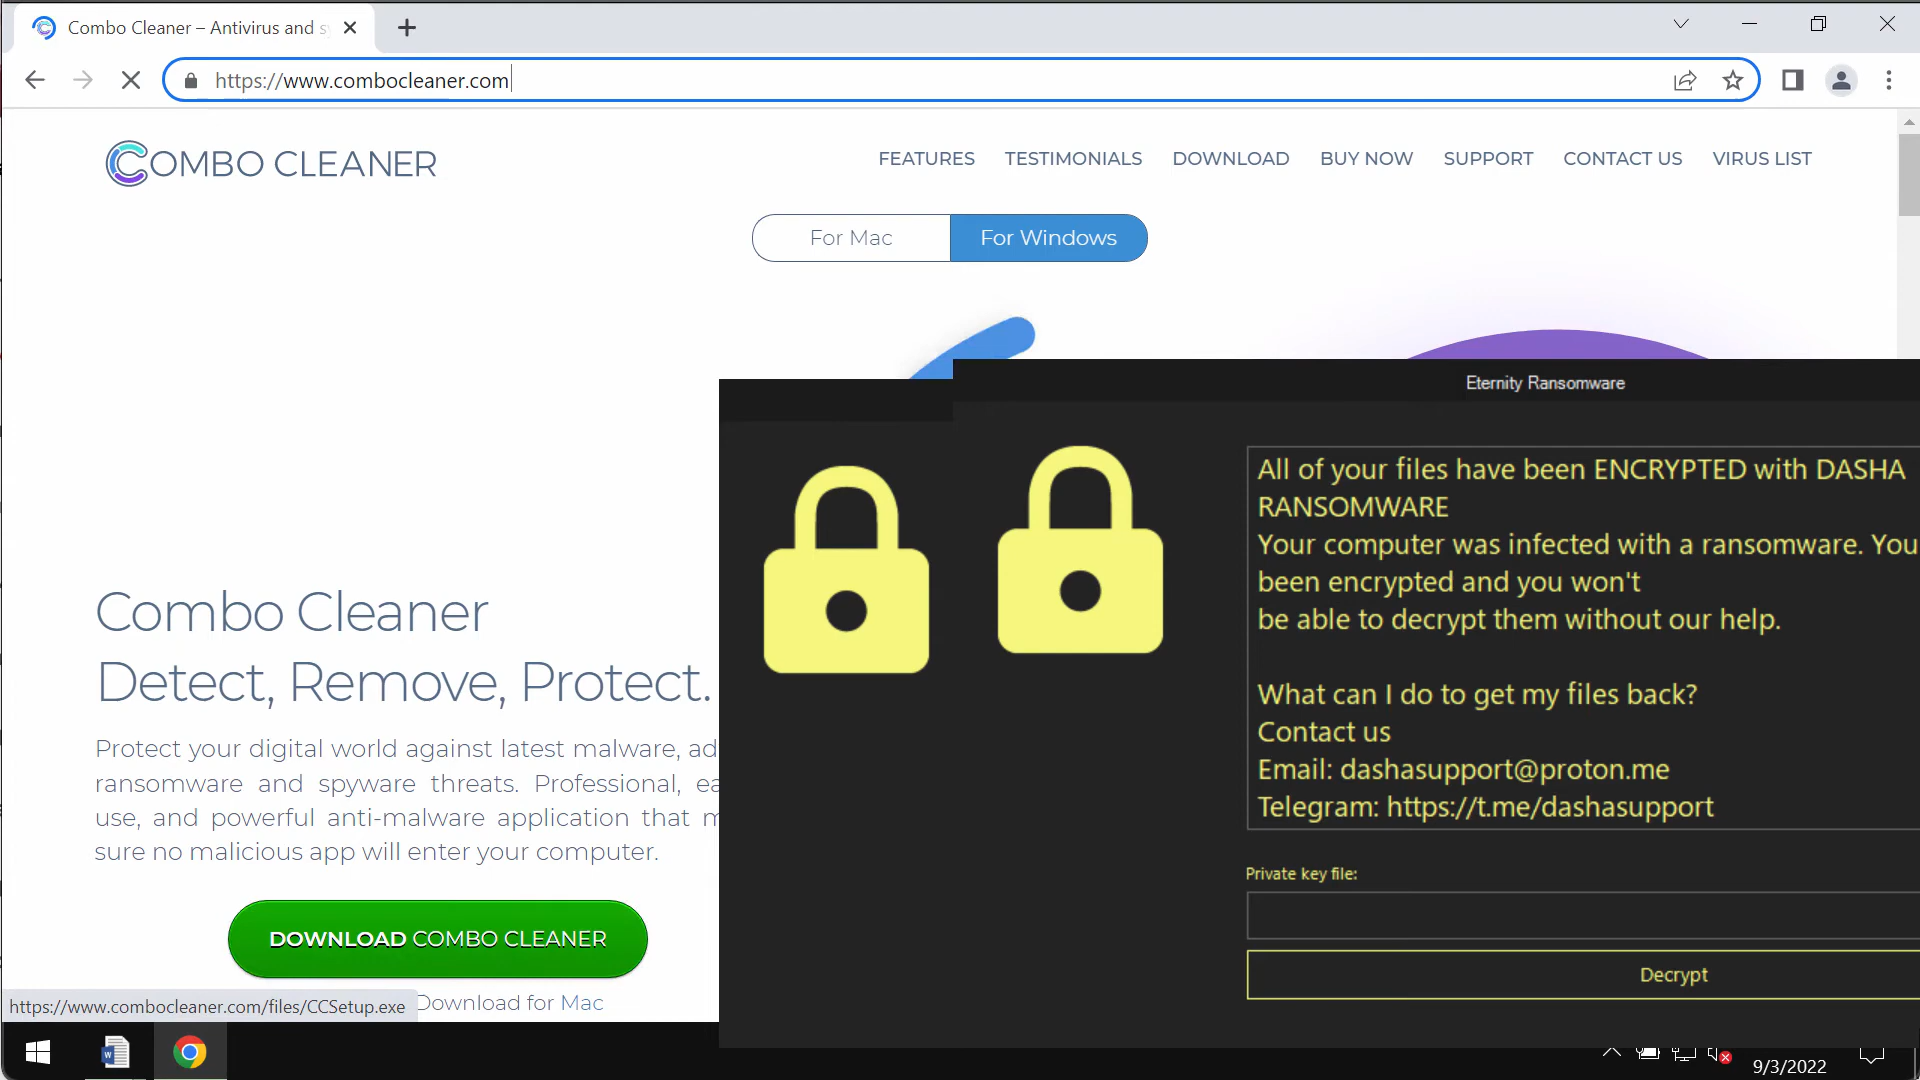 Combo Cleaner – Antivirus and s
https://www.combocleaner.com
COMBO CLEANER
FEATURES TESTIMONIALS DOWNLOAD BUY NOW SUPPORT CONTACT US VIRUS LIST
For Mac For Windows
Combo Cleaner
Detect, Remove, Protect.
Protect your digital world against latest malware, ad
ransomware and spyware threats. Professional, ea
use, and powerful anti-malware application that m
sure no malicious app will enter your computer.
DOWNLOAD COMBO CLEANER
Download for Mac
https://www.combocleaner.com/files/CCSetup.exe
Eternity Ransomware
All of your files have been ENCRYPTED with DASHA
RANSOMWARE
Your computer was infected with a ransomware. You
been encrypted and you won't
be able to decrypt them without our help.
What can I do to get my files back?
Contact us
Email: dashasupport@proton.me
Telegram: https://t.me/dashasupport
Private key file:
Decrypt
W
9/3/2022